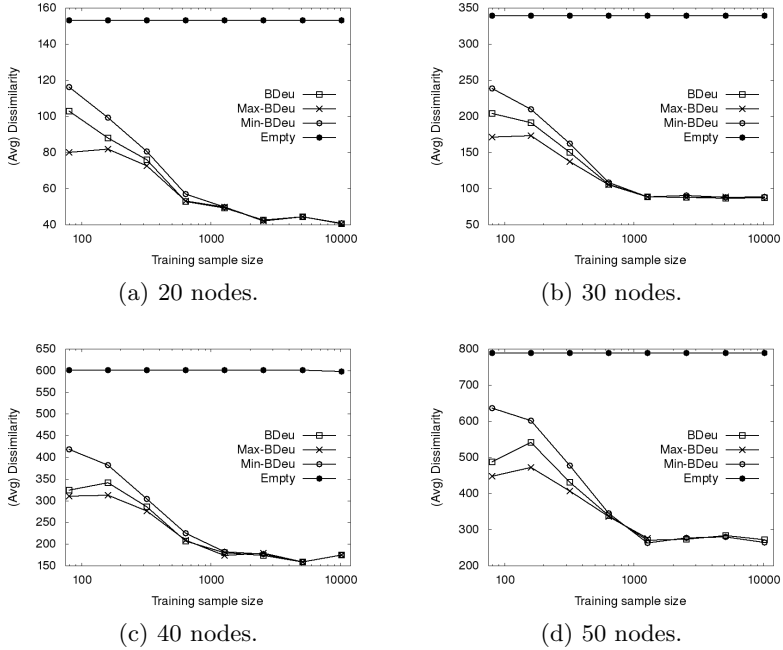 160
140
120
100
80
60
40
(Avg) Dissimilarity
BDeu
Max-BDeu
Min-BDeu
Empty
100
1000
10000
Training sample size
(a) 20 nodes.
350
300
250
200
150
100
50
(Avg) Dissimilarity
BDeu
Max-BDeu
Min-BDeu
Empty
100
1000
10000
Training sample size
(b) 30 nodes.
650
600
550
500
450
400
350
300
250
200
150
(Avg) Dissimilarity
BDeu
Max-BDeu
Min-BDeu
Empty
100
1000
10000
Training sample size
(c) 40 nodes.
800
700
600
500
400
300
200
(Avg) Dissimilarity
BDeu
Max-BDeu
Min-BDeu
Empty
100
1000
10000
Training sample size
(d) 50 nodes.